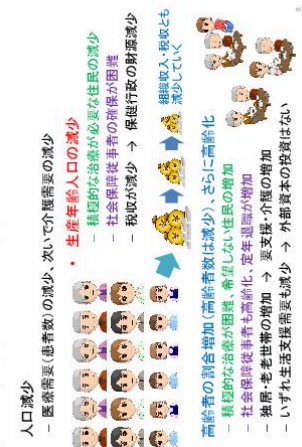 人口減少
– 医療需要(患者数)の減少、次いで介護需要の減少
• 生産年齢人口の減少
– 積極的な治療が必要な住民の減少
– 社会保障従事者の確保が困難
– 税収が減少 → 保健行政の財源減少
組織収入・税収とも
減少していく
高齢者の割合増加(高齢者数は減少)、さらに高齢化
– 積極的な治療が困難、希望しない住民の増加
– 社会保障従事者も高齢化、定年退職が増加
– 独居・老老世帯の増加 → 要支援・介護の増加
– いずれ生活支援需要も減少 → 外部資本の投資はない